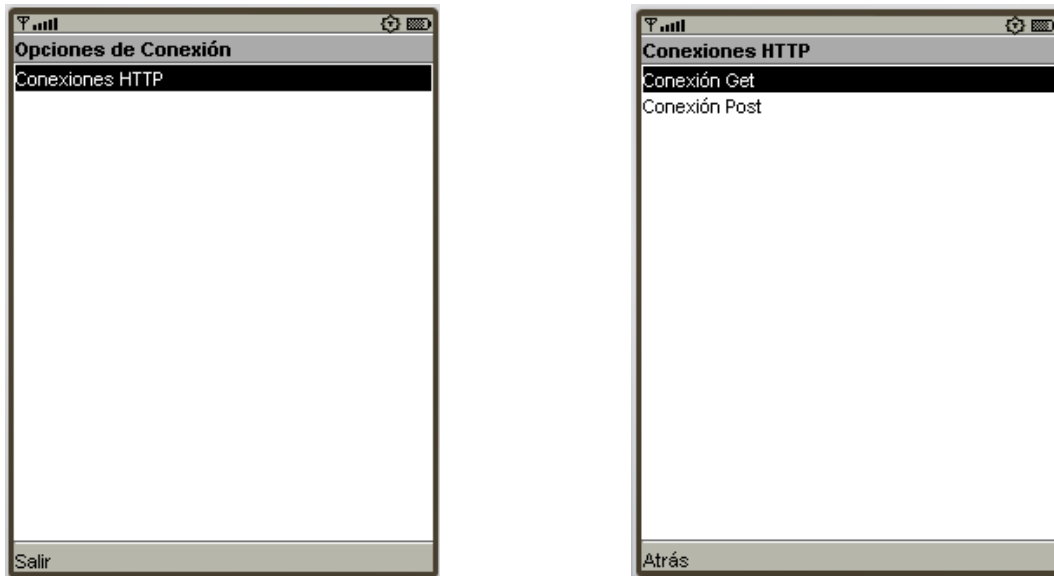 Opciones de Conexión
Conexiones HTTP
Salir
Conexiones HTTP
Conexión Get
Conexión Post
Atrás